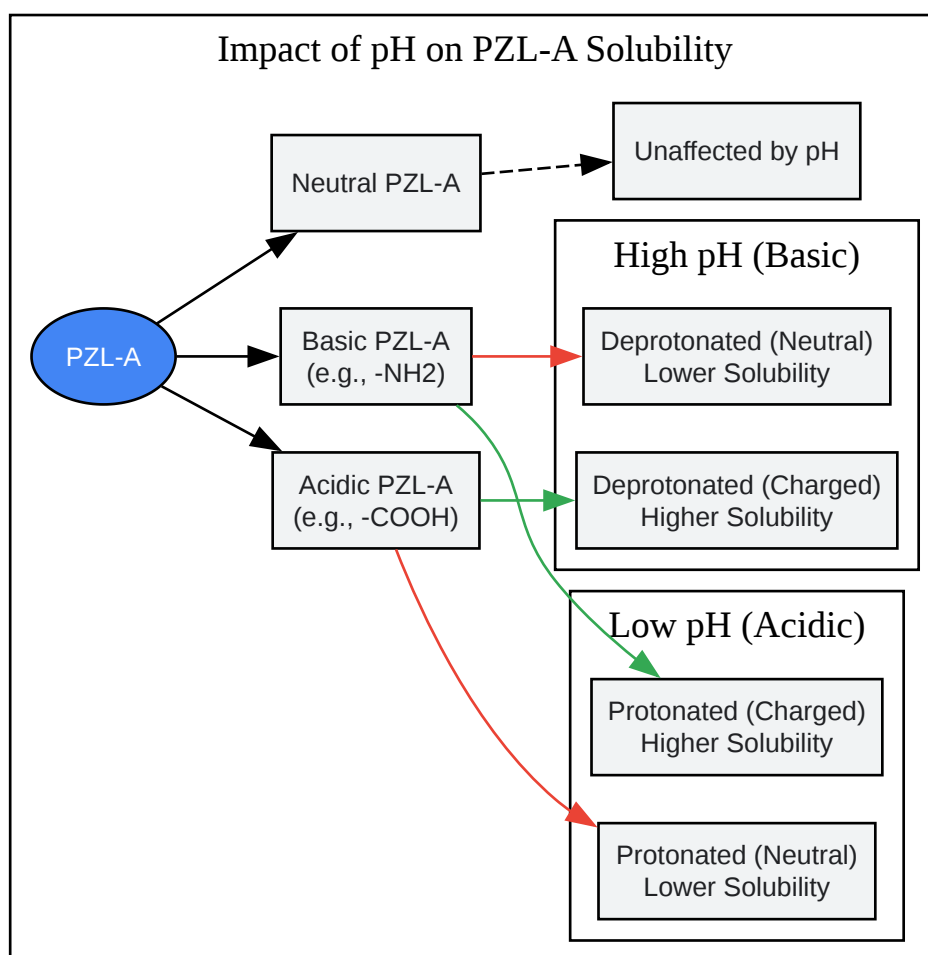 Impact of pH on PZL-A Solubility
Unaffected by pH
Neutral PZL-A
High pH (Basic)
PZL-A
Basic PZL-A
(e.g., -NH2)
Deprotonated (Neutral)
Lower Solubility
Acidic PZL-A
(e.g., -COOH)
Deprotonated (Charged)
Higher Solubility
Low pH (Acidic)
Protonated (Charged)
Higher Solubility
Protonated (Neutral)
Lower Solubility